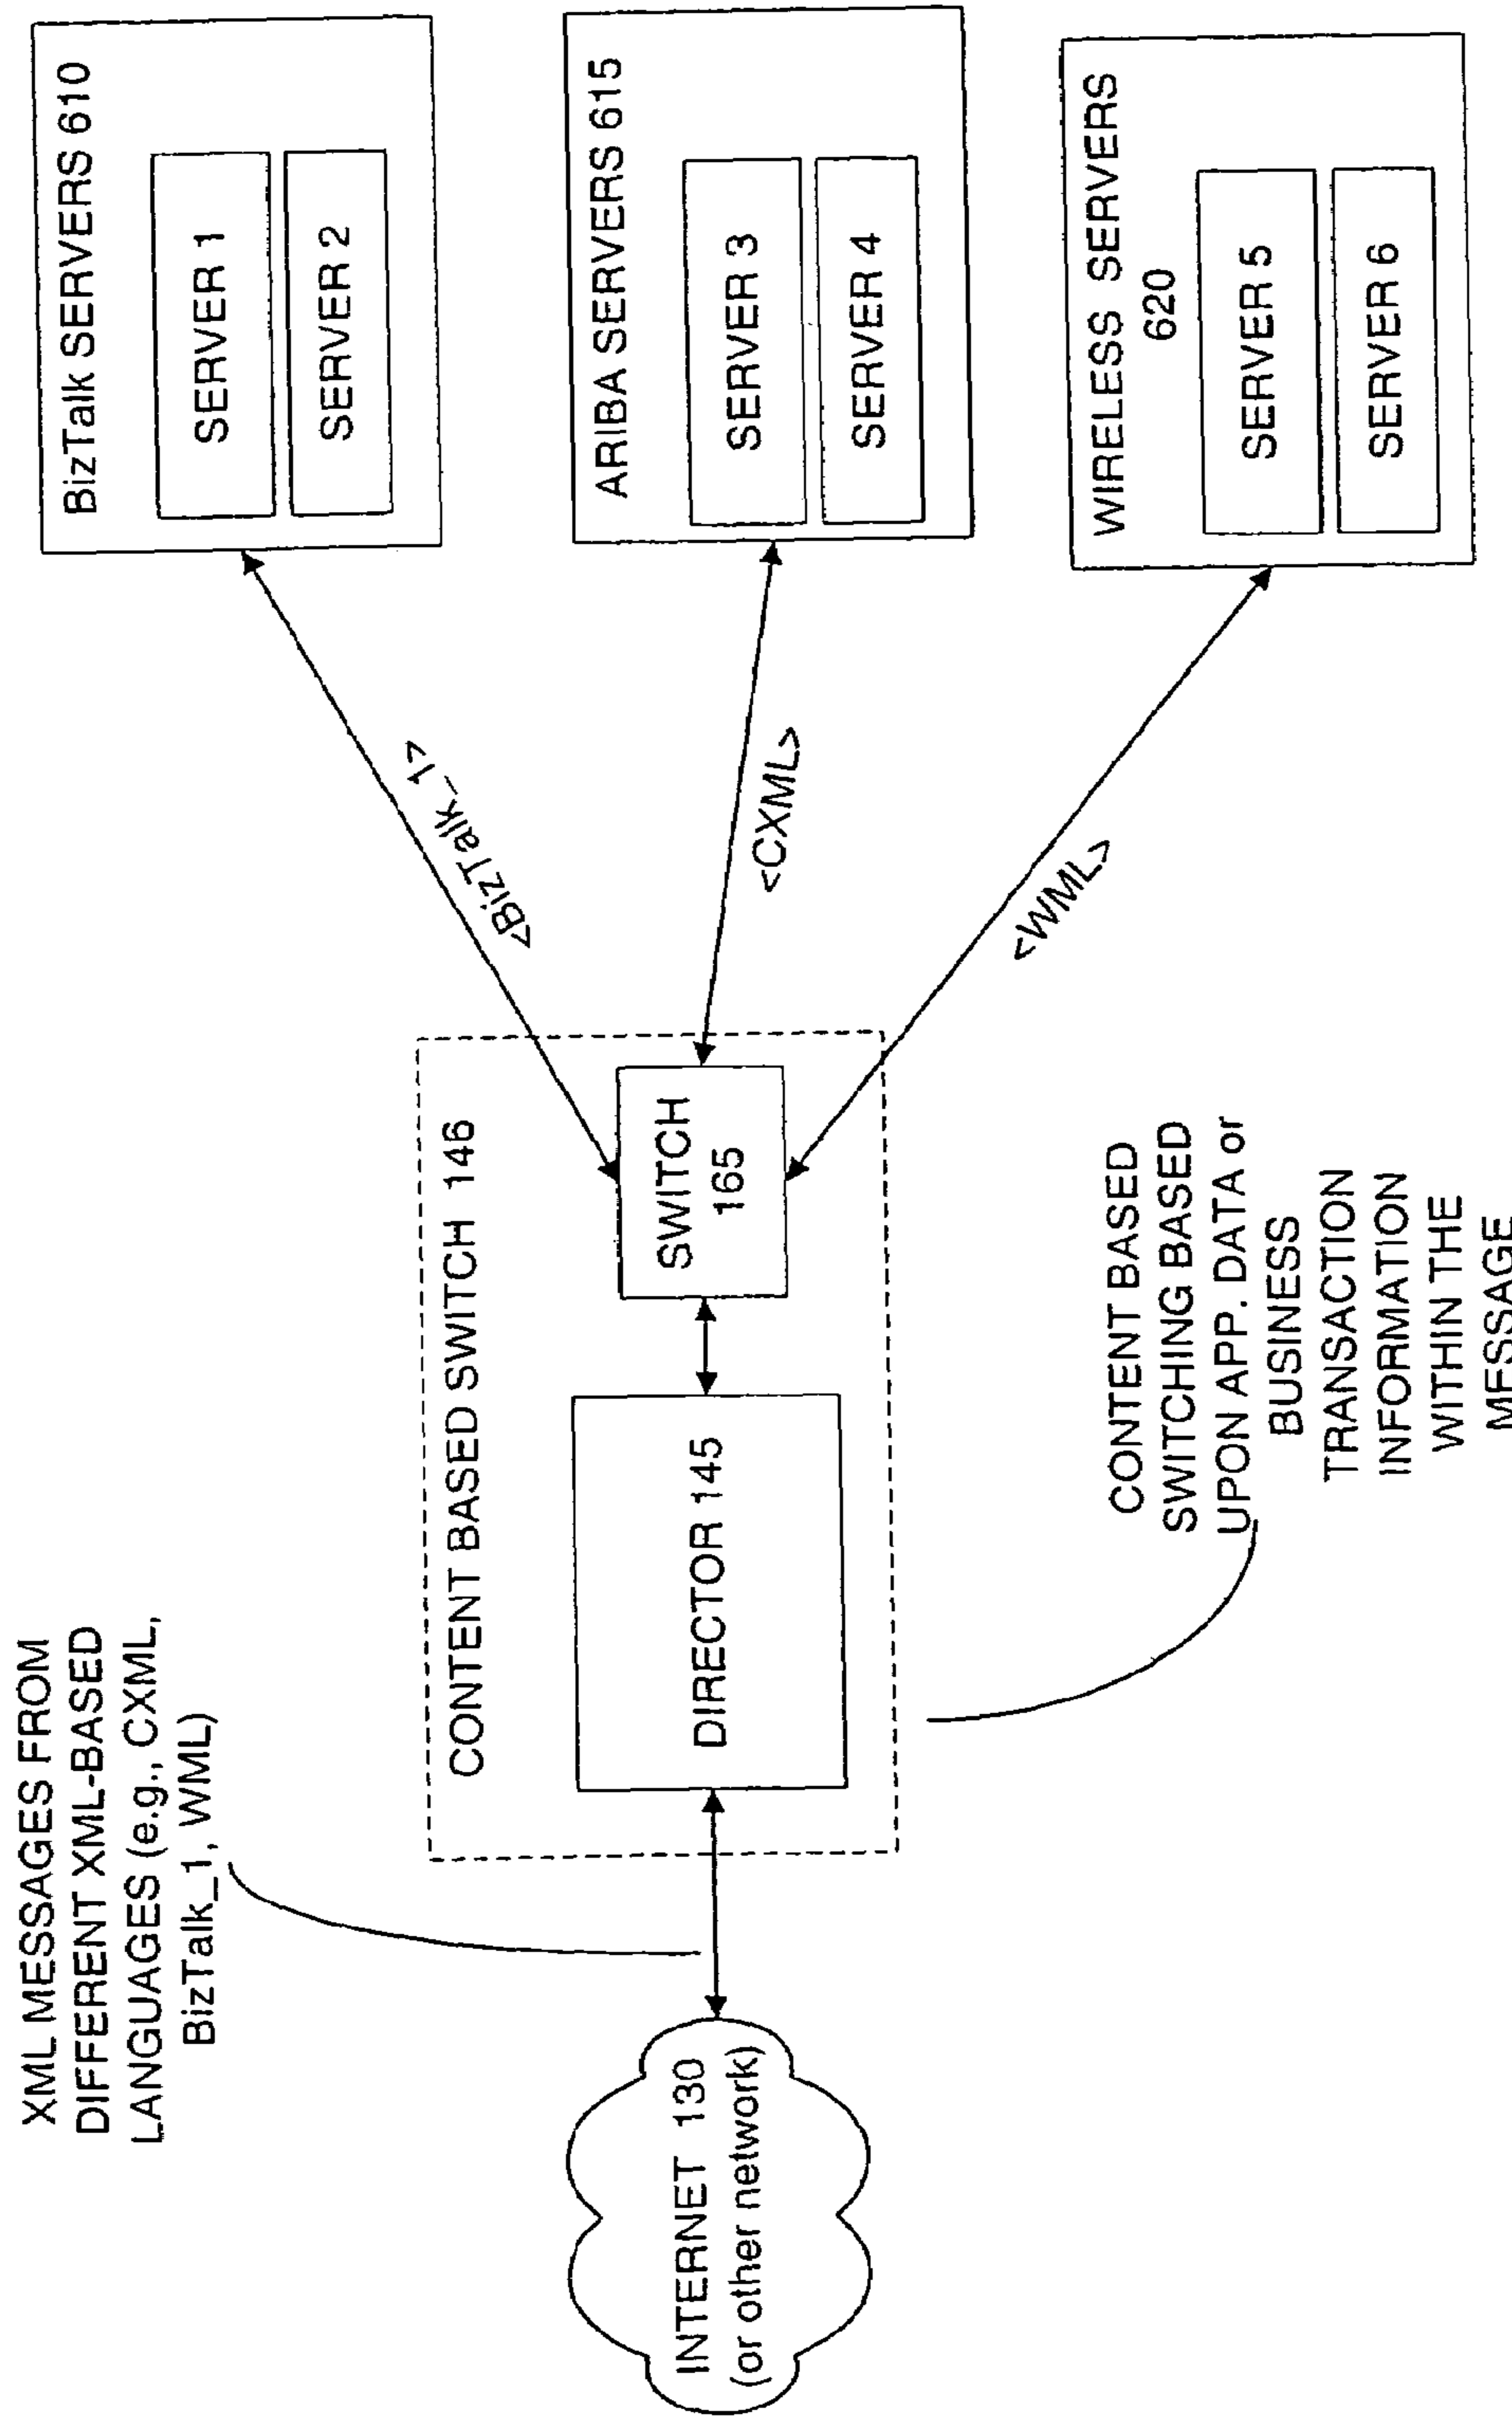 XML MESSAGES FROM
DIFFERENT XML-BASED
LANGUAGES (e.g., CXML,
BizTalk_1, WML)
INTERNET 130
(or other network)
CONTENT BASED SWITCH 146
DIRECTOR 145
SWITCH
165
CONTENT BASED
SWITCHING BASED
UPON APP. DATA or
BUSINESS
TRANSACTION
INFORMATION
WITHIN THE
MESSAGE
<BizTalk_1>
<CXML>
<WML>
BizTalk SERVERS 610
SERVER 1
SERVER 2
ARIBA SERVERS 615
SERVER 3
SERVER 4
WIRELESS SERVERS
620
SERVER 5
SERVER 6